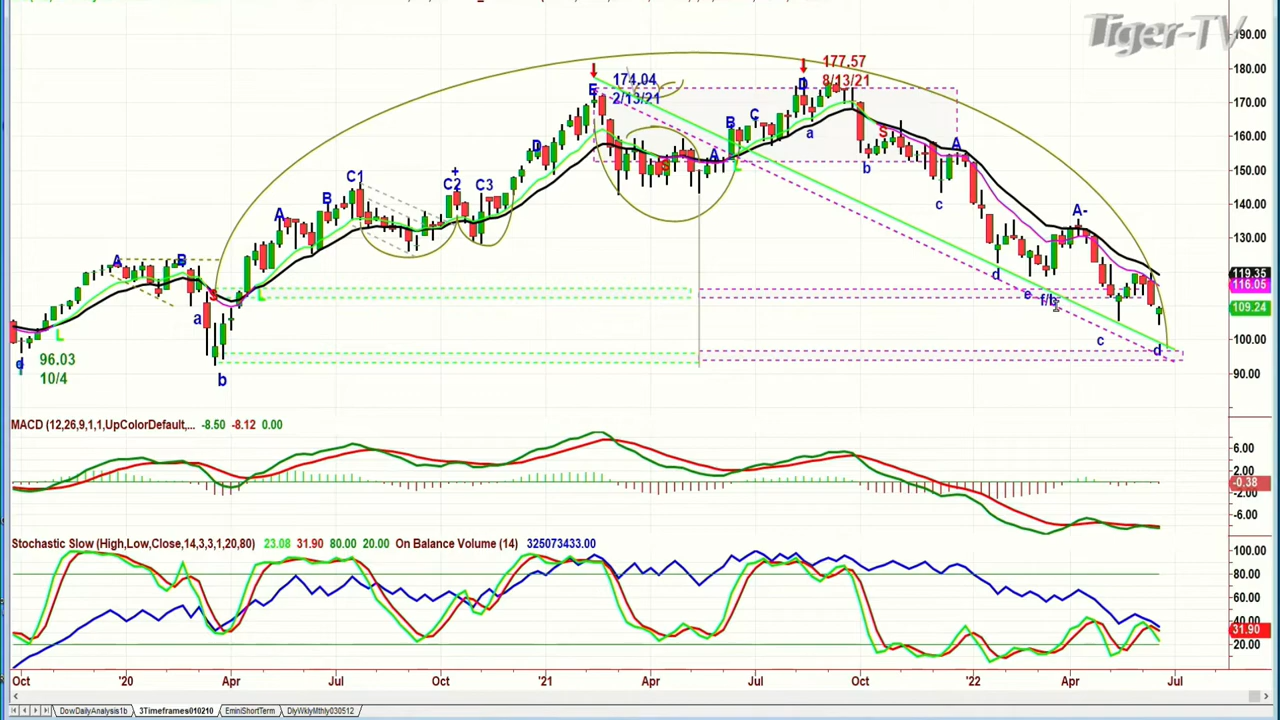 Tiger-TV
190.00
180.00
170.00
160.00
150.00
140.00
130.00
119.35
116.05
109.24
100.00
90.00
174.04
2/13/21
177.57
8/13/21
E
D
B
C
A
a
S
b
c
A
A-
d
e
f/b
c
d
C1
C2
+
C3
D
A
B
A
B
S
L
a
b
L
L
S
d
96.03
10/4
MACD (12,26,9,1,1,UpColorDefault,... -8.50 -8.12 0.00
6.00
2.00
-0.38
-2.00
-6.00
Stochastic Slow (High,Low,Close,14,3,3,1,20,80) 23.08 31.90 80.00 20.00 On Balance Volume (14) 325073433.00
100.00
80.00
60.00
40.00
31.90
20.00
Oct '20 Apr Jul Oct '21 Apr Jul Oct '22 Apr Jul
DowDailyAnalysis1b 3Timeframes010210 EminiShortTerm DlyWklyMthly030512